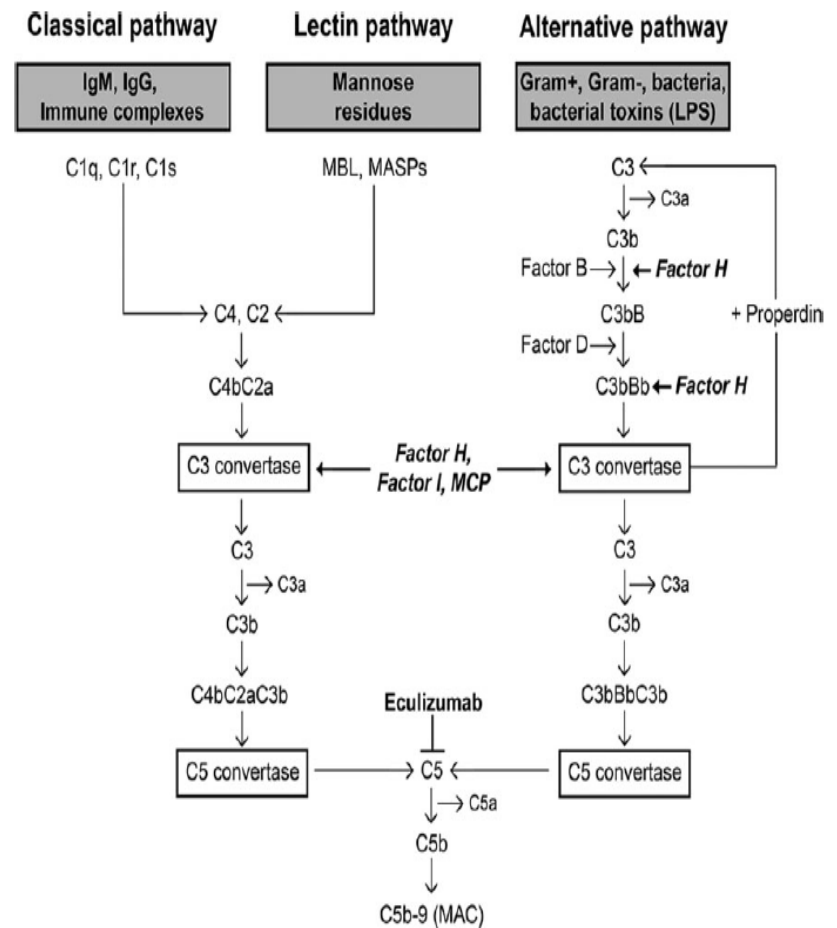 Classical pathway
Lectin pathway
Alternative pathway
IgM, IgG,
Immune complexes
Mannose
residues
Gram+, Gram-, bacteria,
bacterial toxins (LPS)
C1q, C1r, C1s
MBL, MASPs
C3
C3a
C3b
Factor B
Factor H
C4, C2
C3bB
+ Properdin
Factor D
C4bC2a
C3bBb
Factor H
C3 convertase
Factor H,
Factor I, MCP
C3 convertase
C3
C3
C3a
C3a
C3b
C3b
C4bC2aC3b
Eculizumab
C3bBbC3b
C5 convertase
C5
C5 convertase
C5a
C5b
C5b-9 (MAC)